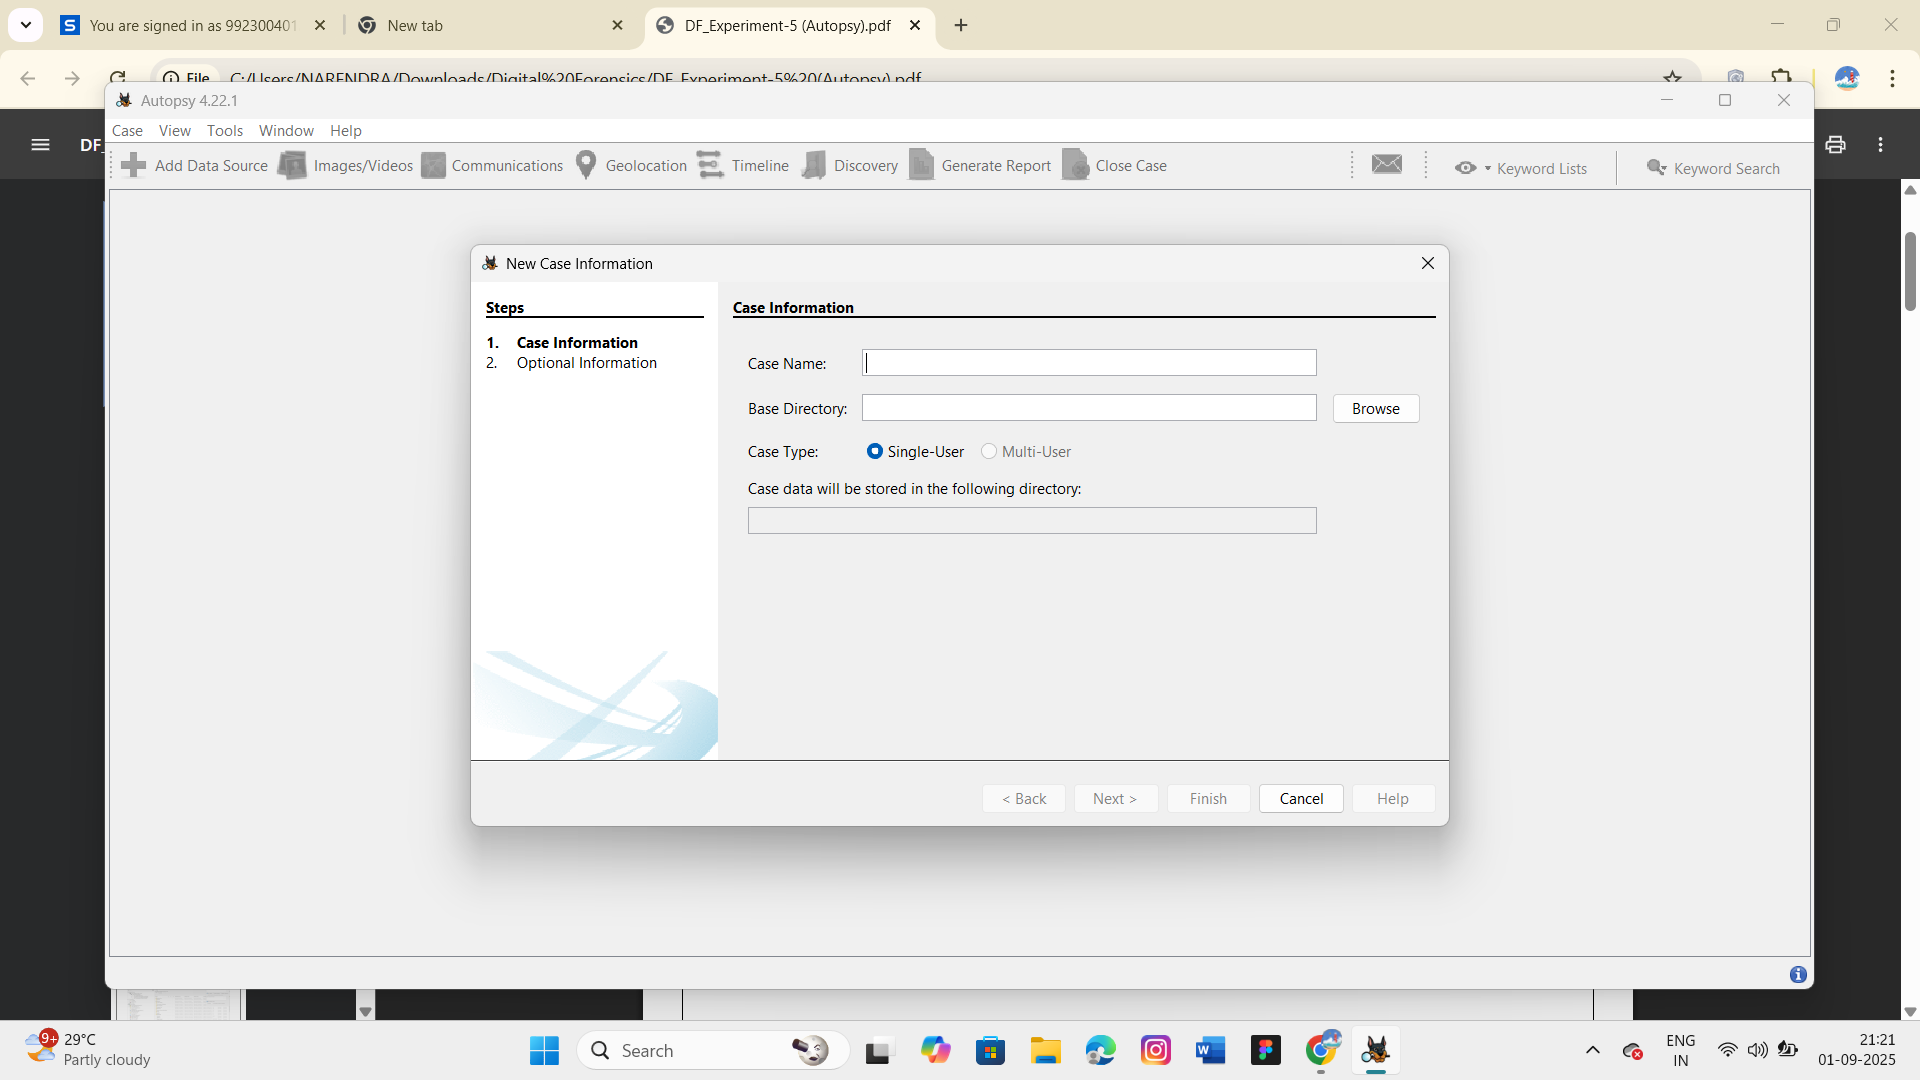 You are signed in as 992300401
New tab
DF_Experiment-5 (Autopsy).pdf
File
C:/Users/NARENDRA/Downloads/Digital%20Forensics/DF_Experiment-5%20(Autopsy).pdf
Autopsy 4.22.1
Case View Tools Window Help
DF_
Add Data Source Images/Videos Communications Geolocation Timeline Discovery Generate Report Close Case Keyword Lists Keyword Search
New Case Information
Steps
1. Case Information
2. Optional Information
Case Information
Case Name:
Base Directory: Browse
Case Type: Single-User Multi-User
Case data will be stored in the following directory:
< Back Next > Finish Cancel Help
9+
29°C
Partly cloudy
Search
ENG
IN
21:21
01-09-2025